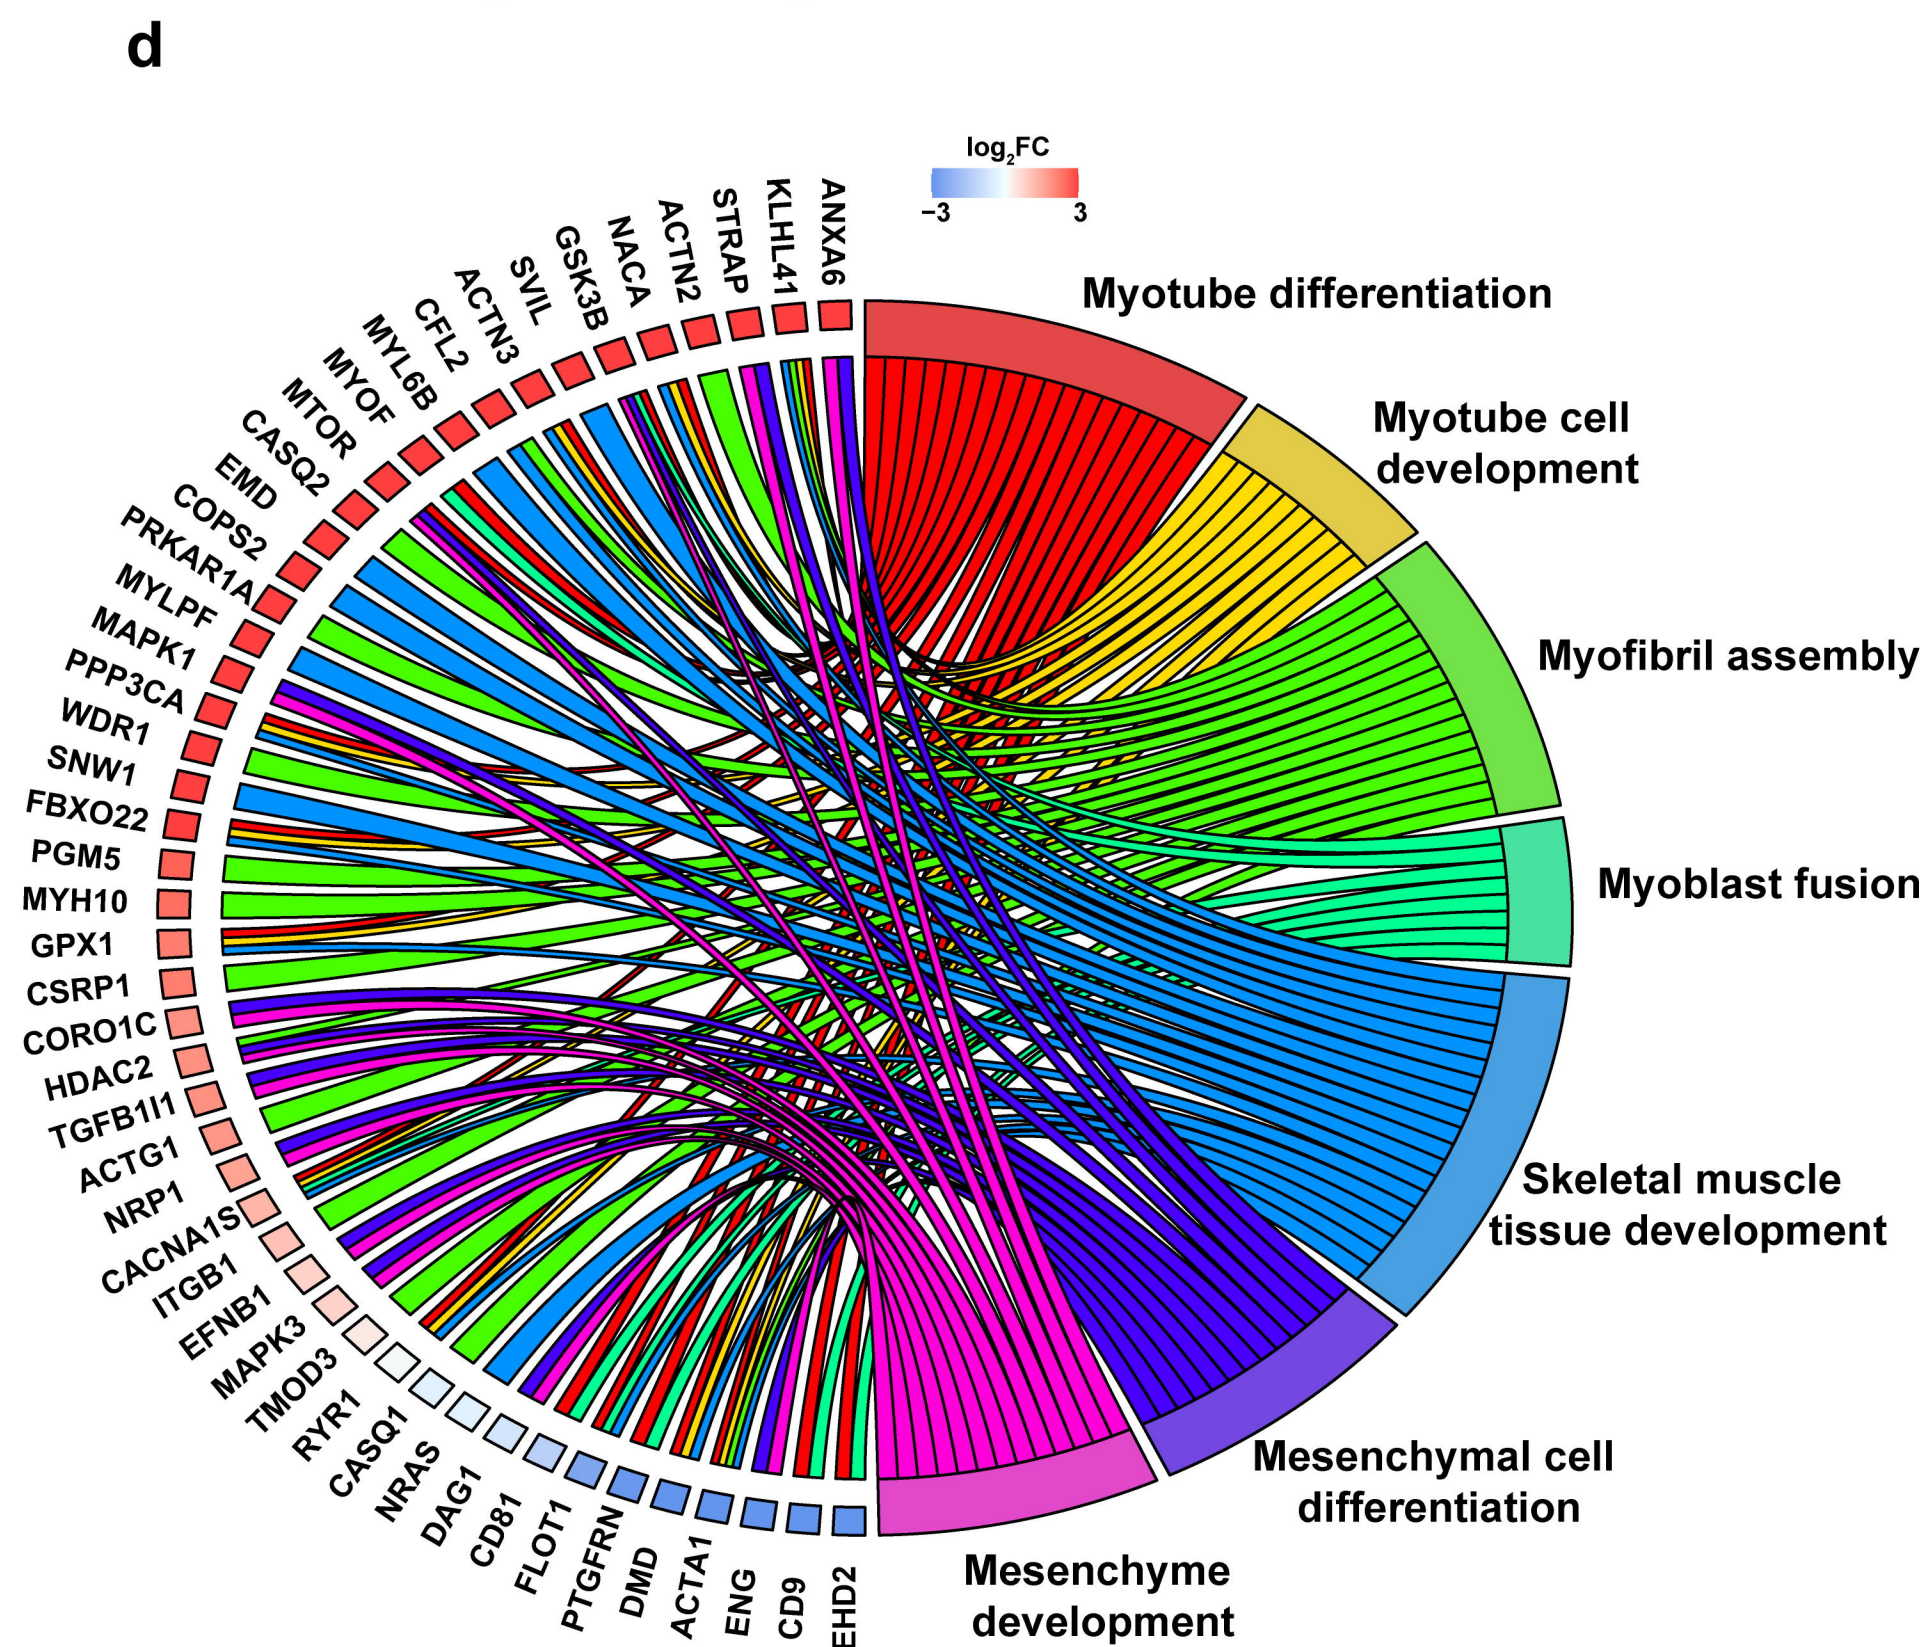 d
log2FC
−3
3
ANXA6
KLHL41
STRAP
ACTN2
NACA
GSK3B
SVIL
ACTN3
CFL2
MYL6B
MYOF
MTOR
CASQ2
EMD
COPS2
PRKAR1A
MYLPF
MAPK1
PPP3CA
WDR1
SNW1
FBXO22
PGM5
MYH10
GPX1
CSRP1
CORO1C
HDAC2
TGFB1I1
ACTG1
NRP1
CACNA1S
ITGB1
EFNB1
MAPK3
TMOD3
RYR1
CASQ1
NRAS
DAG1
CD81
FLOT1
PTGFRN
DMD
ACTA1
ENG
CD9
EHD2
Myotube differentiation
Myotube cell
development
Myofibril assembly
Myoblast fusion
Skeletal muscle
tissue development
Mesenchymal cell
differentiation
Mesenchyme
development